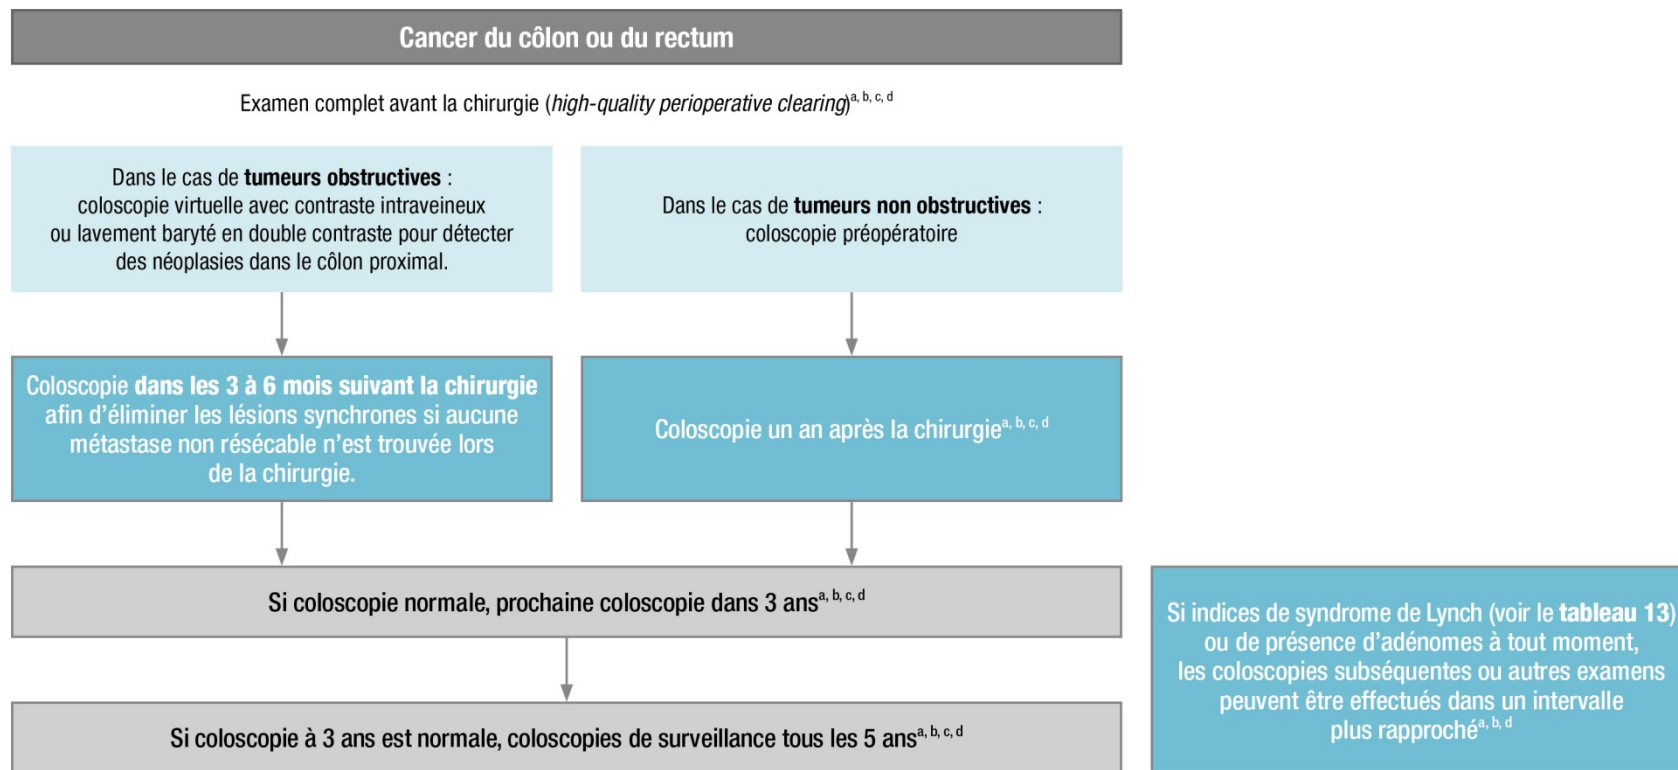 Cancer du côlon ou du rectum
Examen complet avant la chirurgie (high-quality perioperative clearing)a, b, c, d
Dans le cas de tumeurs obstructives :
coloscopie virtuelle avec contraste intraveineux
ou lavement baryté en double contraste pour détecter
des néoplasies dans le côlon proximal.
Dans le cas de tumeurs non obstructives :
coloscopie préopératoire
Coloscopie dans les 3 à 6 mois suivant la chirurgie
afin d’éliminer les lésions synchrones si aucune
métastase non résécable n’est trouvée lors
de la chirurgie.
Coloscopie un an après la chirurgiea, b, c, d
Si coloscopie normale, prochaine coloscopie dans 3 ansa, b, c, d
Si coloscopie à 3 ans est normale, coloscopies de surveillance tous les 5 ansa, b, c, d
Si indices de syndrome de Lynch (voir le tableau 13)
ou de présence d’adénomes à tout moment,
les coloscopies subséquentes ou autres examens
peuvent être effectués dans un intervalle
plus rapprochéa, b, d